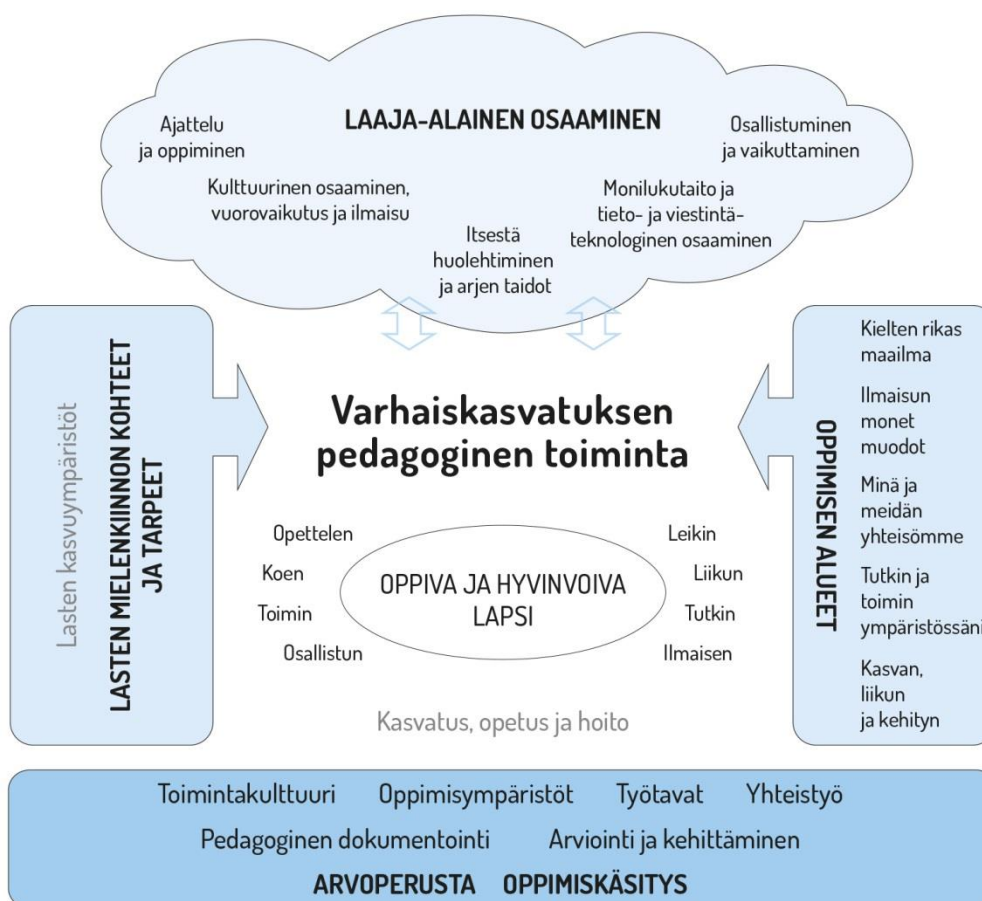 LAAJA-ALAINEN OSAAMINEN
Ajattelu
ja oppiminen
Kulttuurinen osaaminen,
vuorovaikutus ja ilmaisu
Itsestä
huolehtiminen
ja arjen taidot
Monilukutaito ja
tieto- ja viestintä-
teknologinen osaaminen
Osallistuminen
ja vaikuttaminen
Lasten kasvuympäristöt
LASTEN MIELENKIINNON KOHTEET
JA TARPEET
Varhaiskasvatuksen
pedagoginen toiminta
Opettelen
Koen
Toimin
Osallistun
OPPIVA JA HYVINVOIVA
LAPSI
Leikin
Liikun
Tutkin
Ilmaisen
Kasvatus, opetus ja hoito
OPPIMISEN ALUEET
Kielten rikas
maailma
Ilmaisun
monet
muodot
Minä ja
meidän
yhteisömme
Tutkin ja
toimin
ympäristössäni
Kasvan,
liikun
ja kehityn
Toimintakulttuuri Oppimisympäristöt Työtavat Yhteistyö
Pedagoginen dokumentointi Arviointi ja kehittäminen
ARVOPERUSTA OPPIMISKÄSITYS